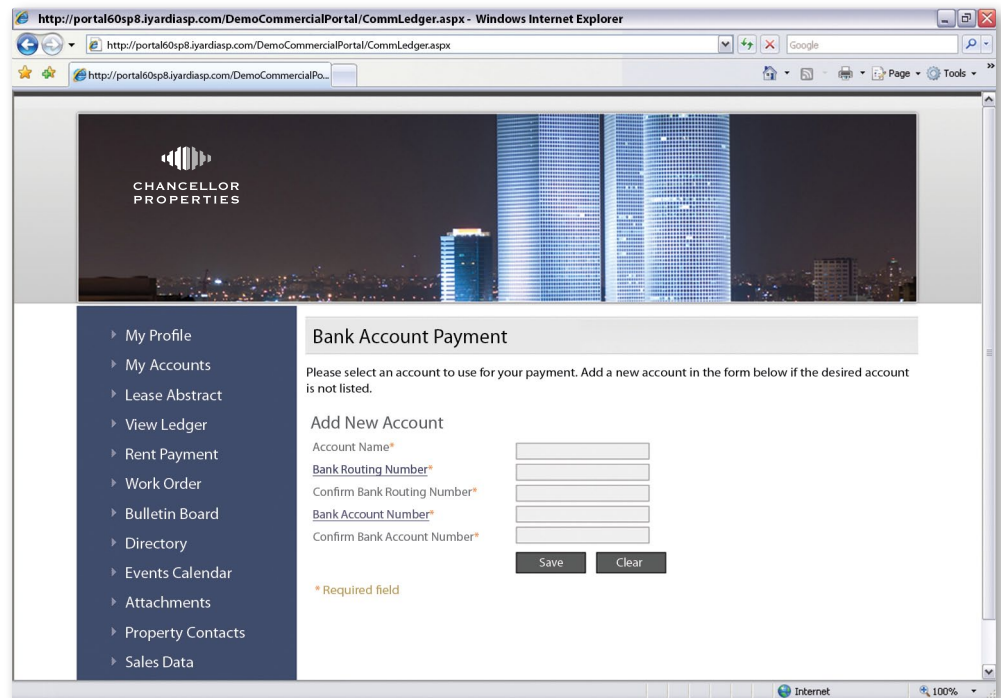 http://portal60sp8.iyardiasp.com/DemoCommercialPortal/CommLedger.aspx - Windows Internet Explorer
http://portal60sp8.iyardiasp.com/DemoCommercialPortal/CommLedger.aspx
Google
http://portal60sp8.iyardiasp.com/DemoCommercialPo...
Page
Tools
CHANCELLOR
PROPERTIES
My Profile
My Accounts
Lease Abstract
View Ledger
Rent Payment
Work Order
Bulletin Board
Directory
Events Calendar
Attachments
Property Contacts
Sales Data
Bank Account Payment
Please select an account to use for your payment. Add a new account in the form below if the desired account
is not listed.
Add New Account
Account Name*
Bank Routing Number*
Confirm Bank Routing Number*
Bank Account Number*
Confirm Bank Account Number*
Save
Clear
* Required field
Internet
100%